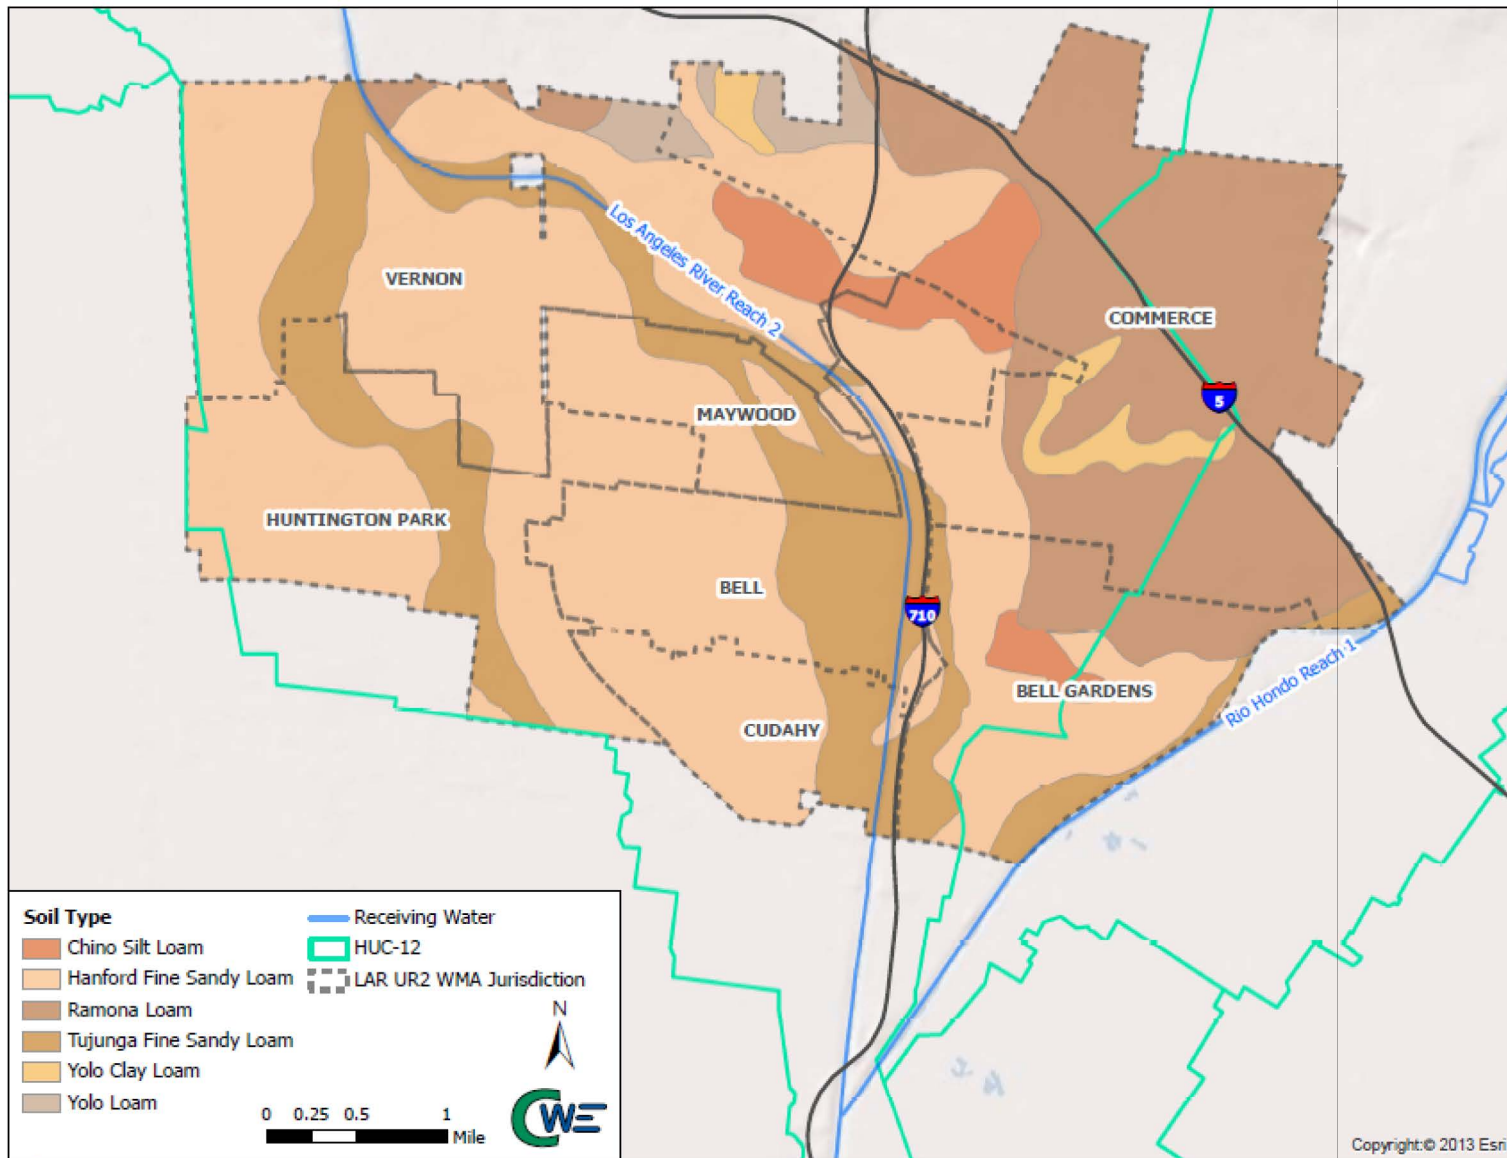 VERNON
Los Angeles River Reach 2
COMMERCE
5
MAYWOOD
HUNTINGTON PARK
BELL
710
BELL GARDENS
Rio Hondo Reach 1
CUDAHY
Soil Type
Chino Silt Loam
Hanford Fine Sandy Loam
Ramona Loam
Tujunga Fine Sandy Loam
Yolo Clay Loam
Yolo Loam
Receiving Water
HUC-12
LAR UR2 WMA Jurisdiction
N
0 0.25 0.5 1
Mile
CWE
Copyright:© 2013 Esri